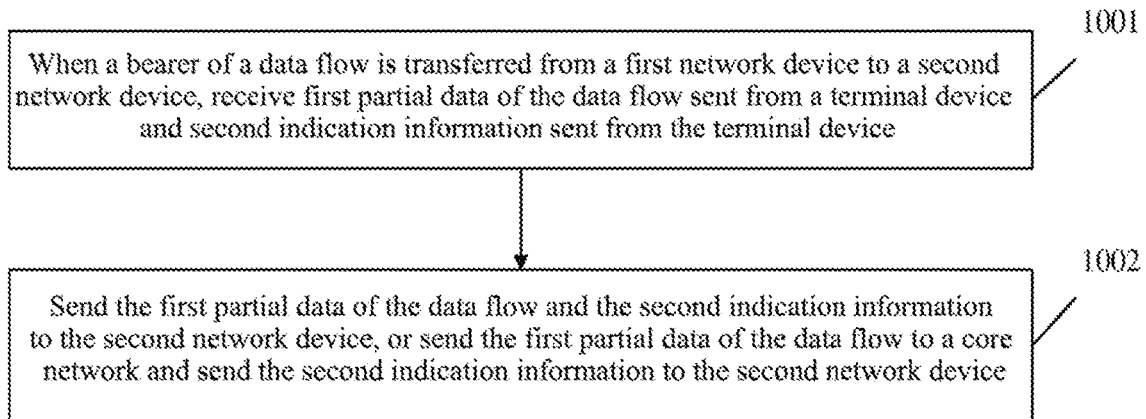 1001
When a bearer of a data flow is transferred from a first network device to a second
network device, receive first partial data of the data flow sent from a terminal device
and second indication information sent from the terminal device
1002
Send the first partial data of the data flow and the second indication information
to the second network device, or send the first partial data of the data flow to a core
network and send the second indication information to the second network device